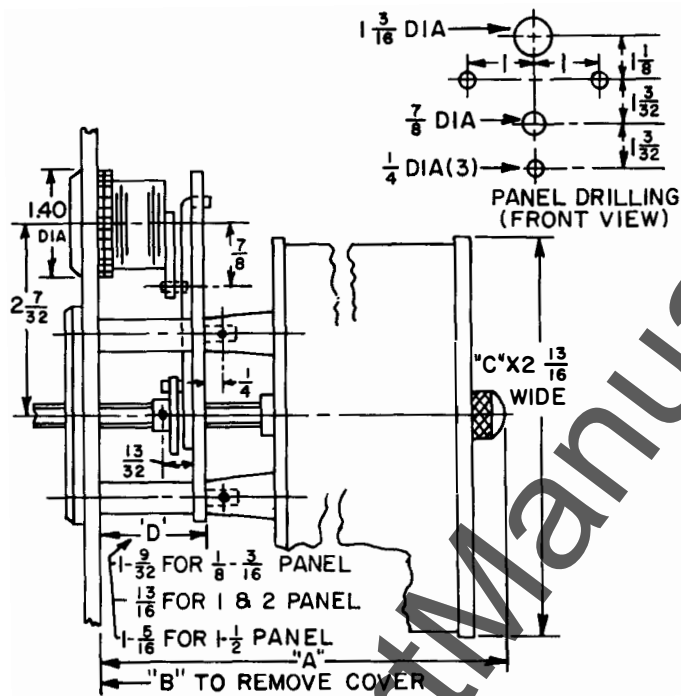 1 3/16 DIA
1 1
1 1/8
1 3/32
7/8 DIA
1 3/32
1/4 DIA(3)
PANEL DRILLING
(FRONT VIEW)
1.40
DIA
7/8
2 7/32
"C"X2 13/16
WIDE
1/4
13/32
'D'
1-9/32 FOR 1/8-3/16 PANEL
13/16 FOR 1 & 2 PANEL
1-5/16 FOR 1-1/2 PANEL
"A"
"B" TO REMOVE COVER